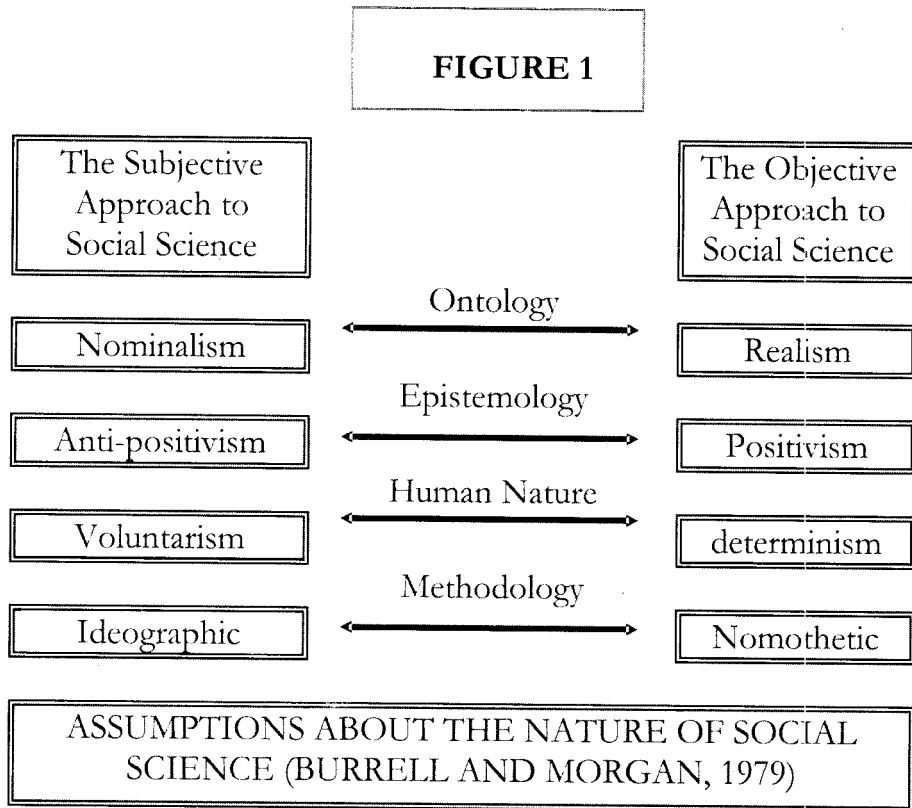 FIGURE 1
The Subjective
Approach to
Social Science
The Objective
Approach to
Social Science
Ontology
Nominalism
Realism
Epistemology
Anti-positivism
Positivism
Human Nature
Voluntarism
determinism
Methodology
Ideographic
Nomothetic
ASSUMPTIONS ABOUT THE NATURE OF SOCIAL
SCIENCE (BURRELL AND MORGAN, 1979)